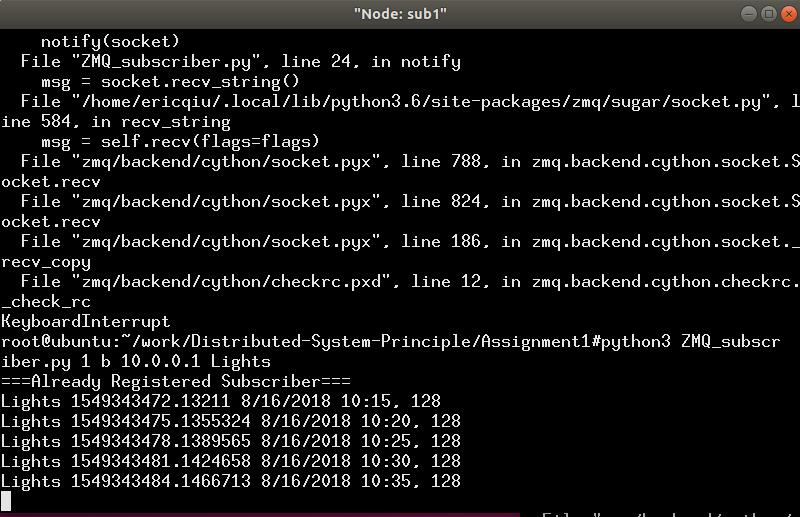 "Node: sub1"
notify(socket)
File "ZMQ_subscriber.py", line 24, in notify
msg = socket.recv_string()
File "/home/ericqiu/.local/lib/python3.6/site-packages/zmq/sugar/socket.py", l
ine 584, in recv_string
msg = self.recv(flags=flags)
File "zmq/backend/cython/socket.pyx", line 788, in zmq.backend.cython.socket.S
ocket.recv
File "zmq/backend/cython/socket.pyx", line 824, in zmq.backend.cython.socket.S
ocket.recv
File "zmq/backend/cython/socket.pyx", line 186, in zmq.backend.cython.socket._
recv_copy
File "zmq/backend/cython/checkrc.pxd", line 12, in zmq.backend.cython.checkrc.
_check_rc
KeyboardInterrupt
root@ubuntu:~/work/Distributed-System-Principle/Assignment1#python3 ZMQ_subscr
iber.py 1 b 10.0.0.1 Lights
===Already Registered Subscriber===
Lights 1549343472.13211 8/16/2018 10:15, 128
Lights 1549343475.1355324 8/16/2018 10:20, 128
Lights 1549343478.1389565 8/16/2018 10:25, 128
Lights 1549343481.1424658 8/16/2018 10:30, 128
Lights 1549343484.1466713 8/16/2018 10:35, 128